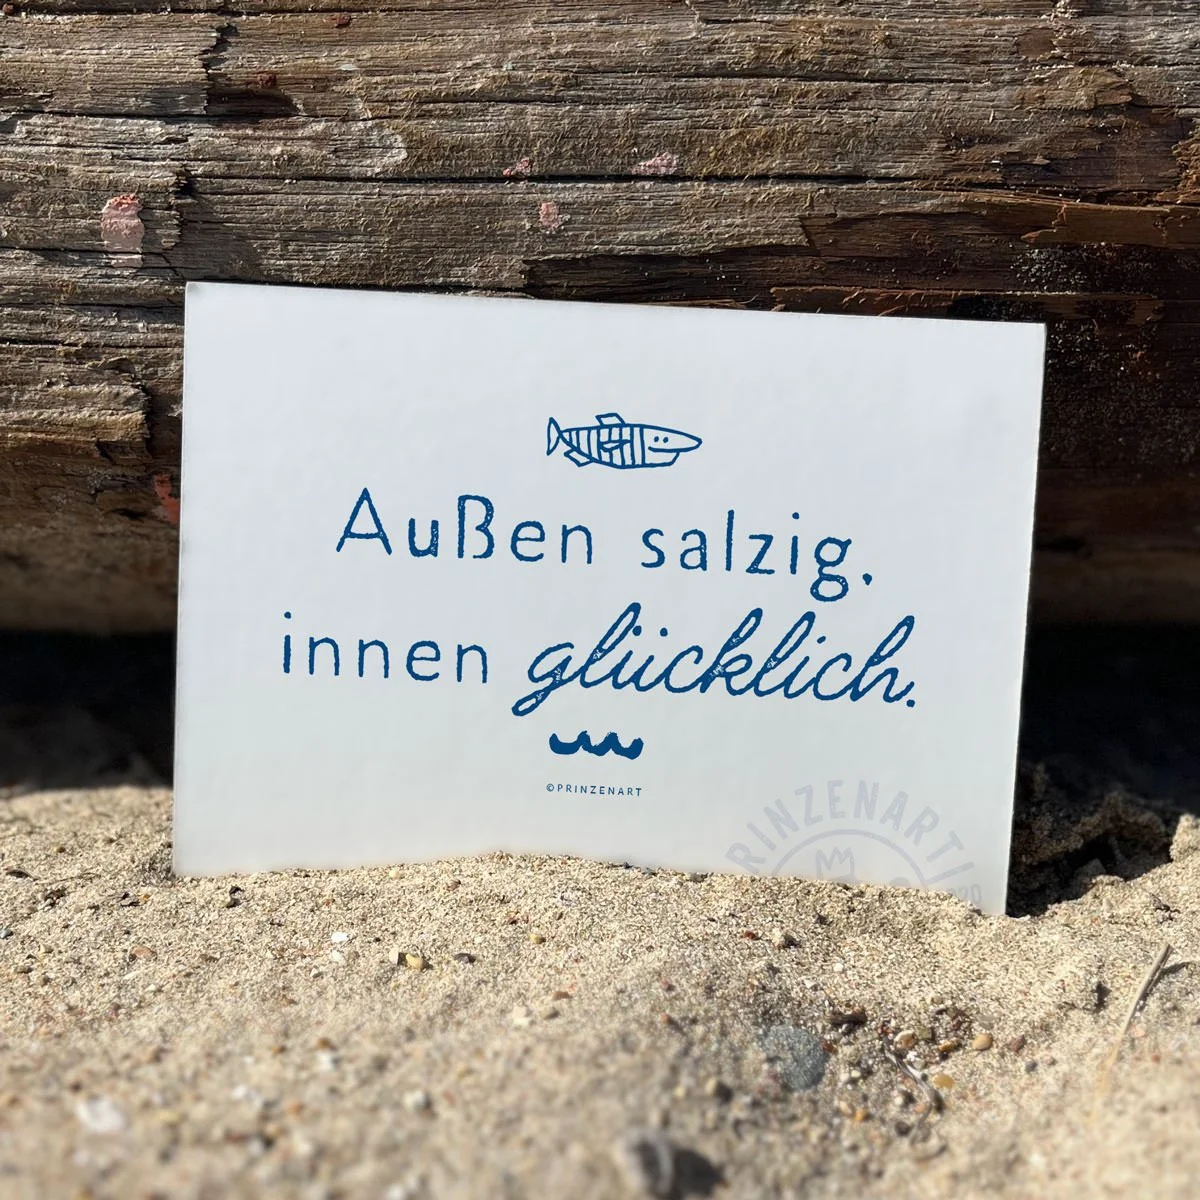 Außen salzig,
innen glücklich.
©PRINZENART
PRINZENART